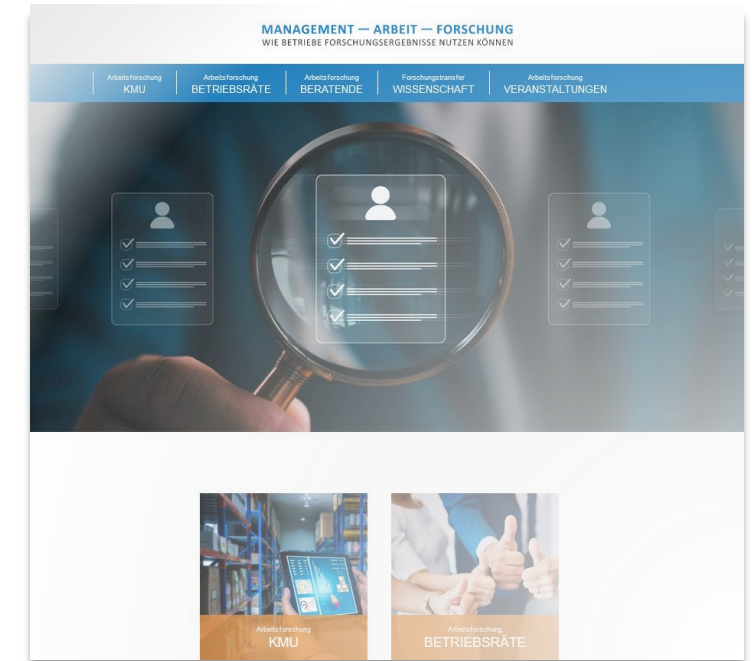 MANAGEMENT — ARBEIT — FORSCHUNG
WIE BETRIEBE FORSCHUNGSERGEBNISSE NUTZEN KÖNNEN
Arbeitsforschung
KMU
Arbeitsforschung
BETRIEBSRÄTE
Arbeitsforschung
BERATENDE
Forschungstransfer
WISSENSCHAFT
Arbeitsforschung
VERANSTALTUNGEN
Arbeitsforschung
KMU
Arbeitsforschung
BETRIEBSRÄTE